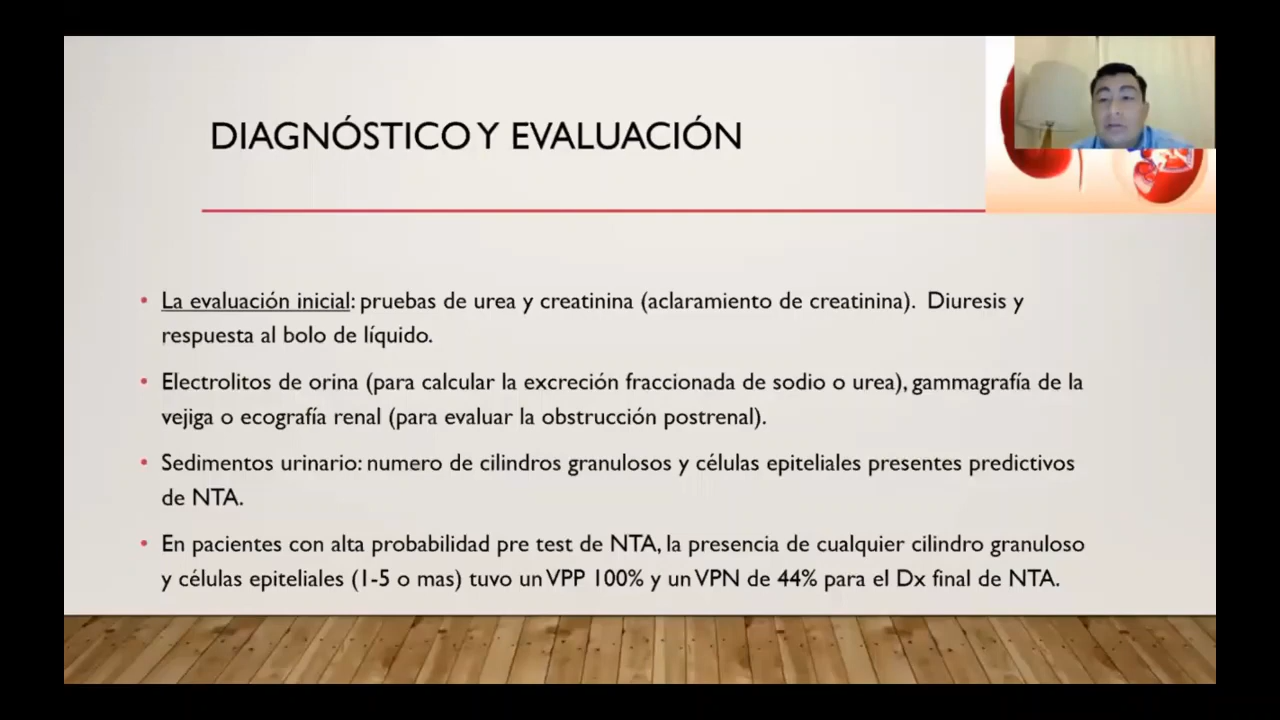 DIAGNÓSTICO Y EVALUACIÓN
• La evaluación inicial: pruebas de urea y creatinina (aclaramiento de creatinina). Diuresis y
respuesta al bolo de líquido.
• Electrolitos de orina (para calcular la excreción fraccionada de sodio o urea), gammagrafía de la
vejiga o ecografía renal (para evaluar la obstrucción postrenal).
• Sedimentos urinario: numero de cilindros granulosos y células epiteliales presentes predictivos
de NTA.
• En pacientes con alta probabilidad pre test de NTA, la presencia de cualquier cilindro granuloso
y células epiteliales (1-5 o mas) tuvo un VPP 100% y un VPN de 44% para el Dx final de NTA.